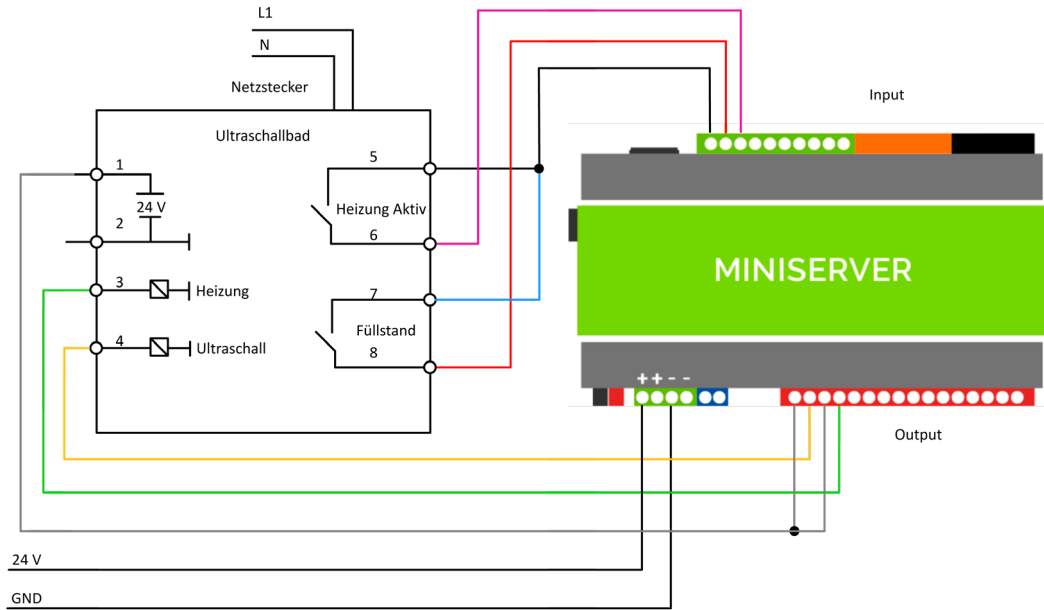 L1
N
Netzstecker
Input
Ultraschallbad
1
5
24 V
Heizung Aktiv
2
6
MINISERVER
3
Heizung
7
Füllstand
4
Ultraschall
8
++--
Output
24 V
GND